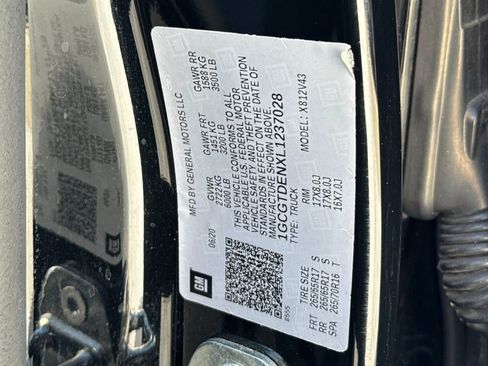 MFD BY GENERAL MOTORS LLC
06/20 GVWR GAWR FRT GAWR RR
2722 KG 1451 KG 1588 KG
6000 LB 3200 LB 3500 LB
THIS VEHICLE CONFORMS TO ALL
APPLICABLE U.S. FEDERAL MOTOR
VEHICLE SAFETY AND THEFT PREVENTION
STANDARDS IN EFFECT ON THE DATE OF
MANUFACTURE SHOWN ABOVE.
1GCGTDENXL1237028
TYPE: TRUCK MODEL: X812V43
GM
8555
TIRE SIZE RIM
FRT 265/65R17 S 17X8.0J
RR 265/65R17 S 17X8.0J
SPA 265/70R16 T 16X7.0J